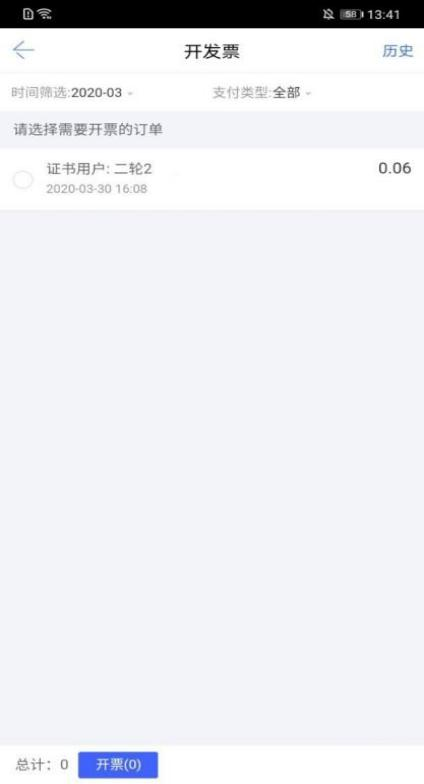 58 13:41
开发票 历史
时间筛选:2020-03 支付类型:全部
请选择需要开票的订单
证书用户: 二轮2 0.06
2020-03-30 16:08
总计: 0 开票(0)